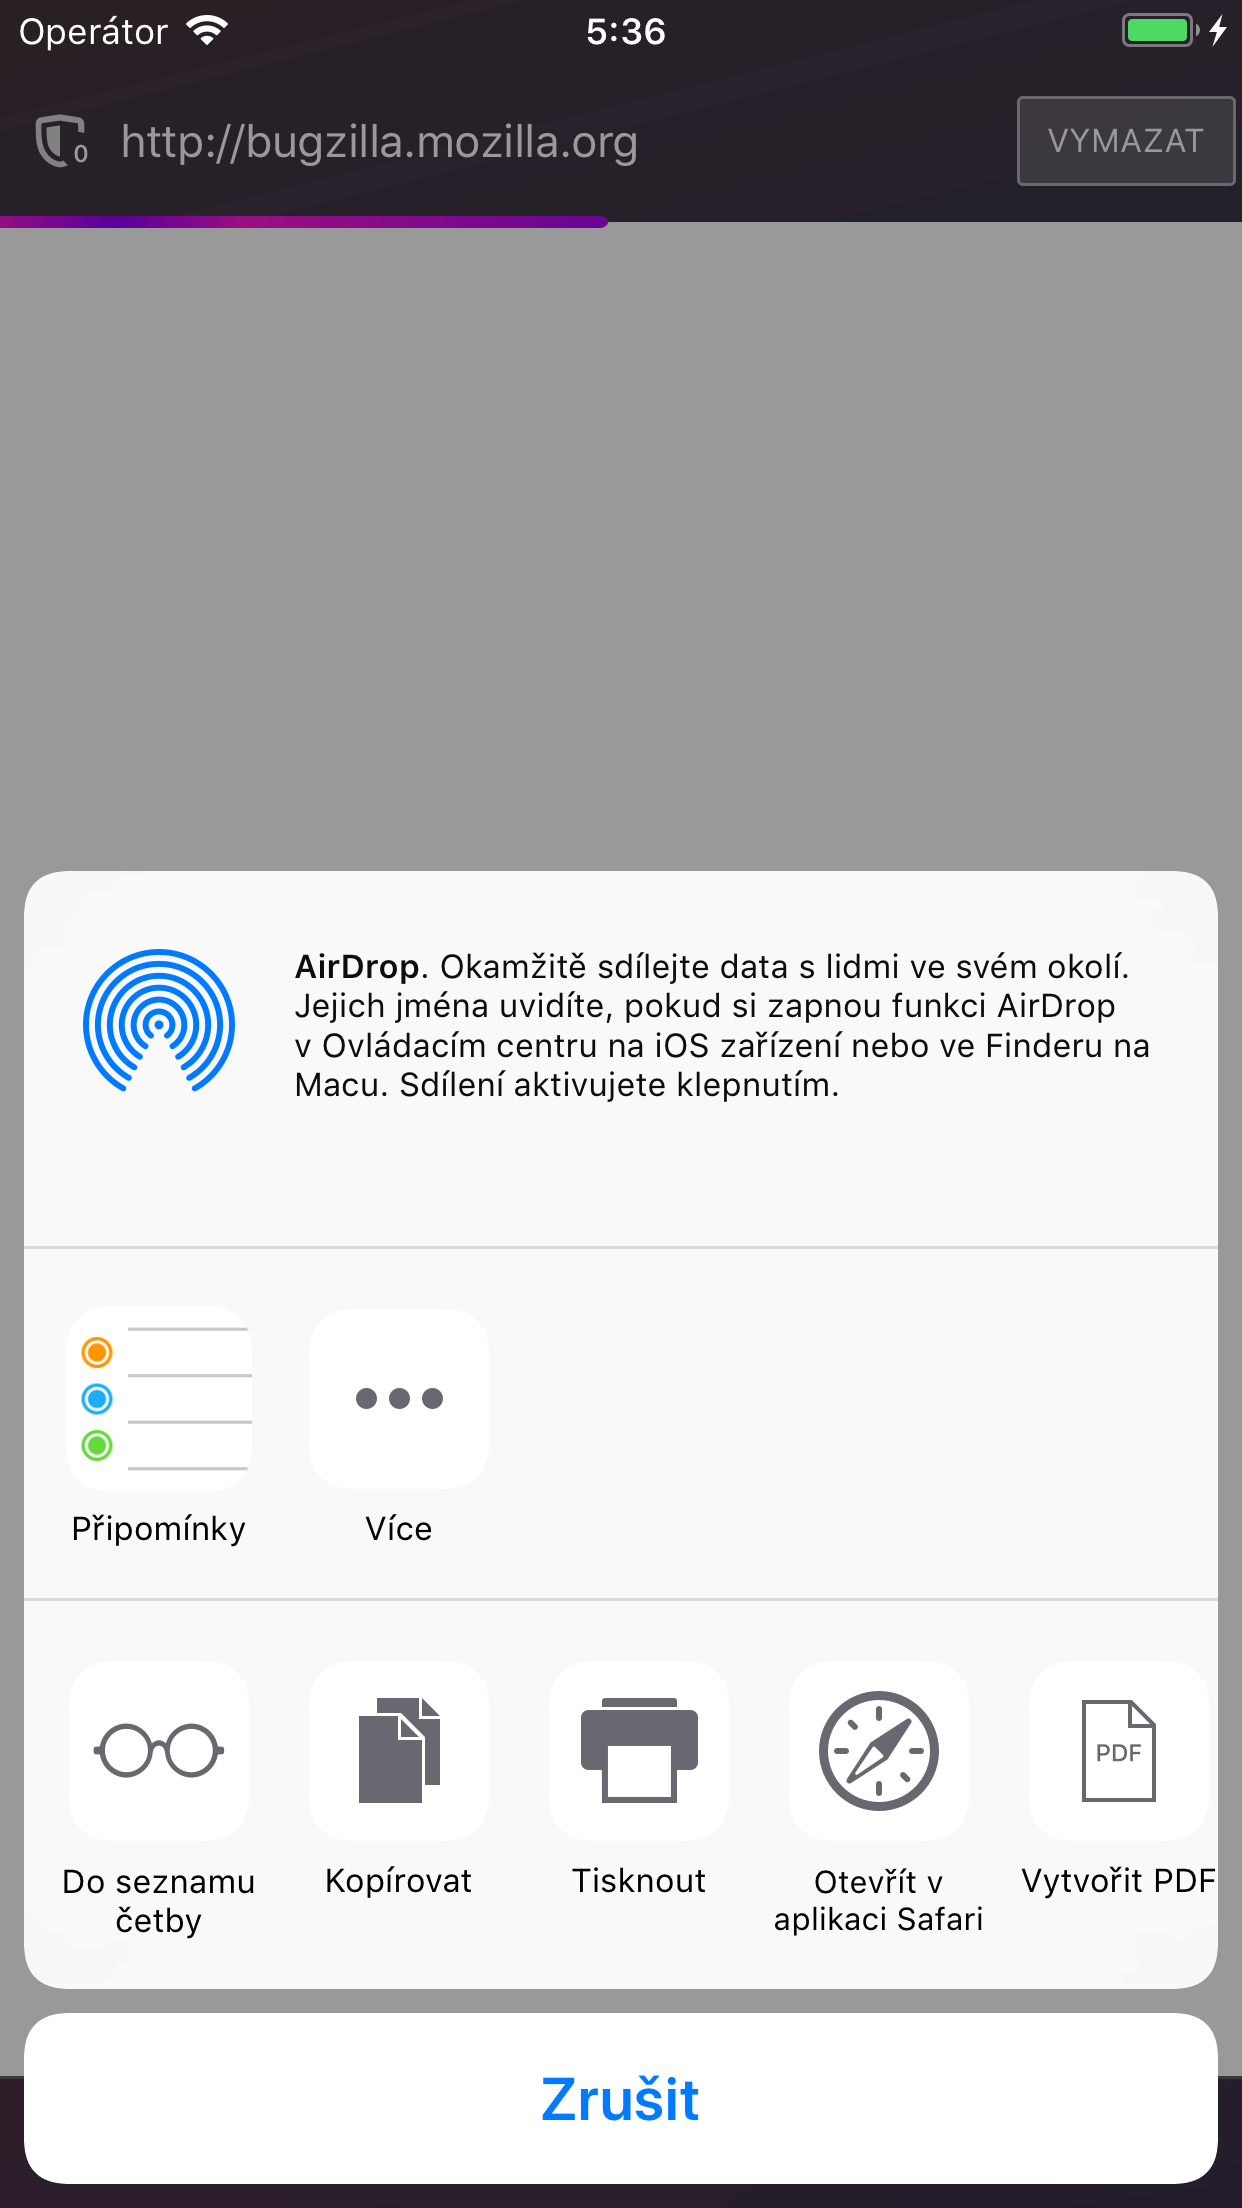 Operátor 5:36
0 http://bugzilla.mozilla.org VYMAZAT
AirDrop. Okamžitě sdílejte data s lidmi ve svém okolí.
Jejich jména uvidíte, pokud si zapnou funkci AirDrop
v Ovládacím centru na iOS zařízení nebo ve Finderu na
Macu. Sdílení aktivujete klepnutím.
Připomínky Více
PDF
Do seznamu četby
Kopírovat
Tisknout
Otevřít v
aplikaci Safari
Vytvořit PDF
Zrušit